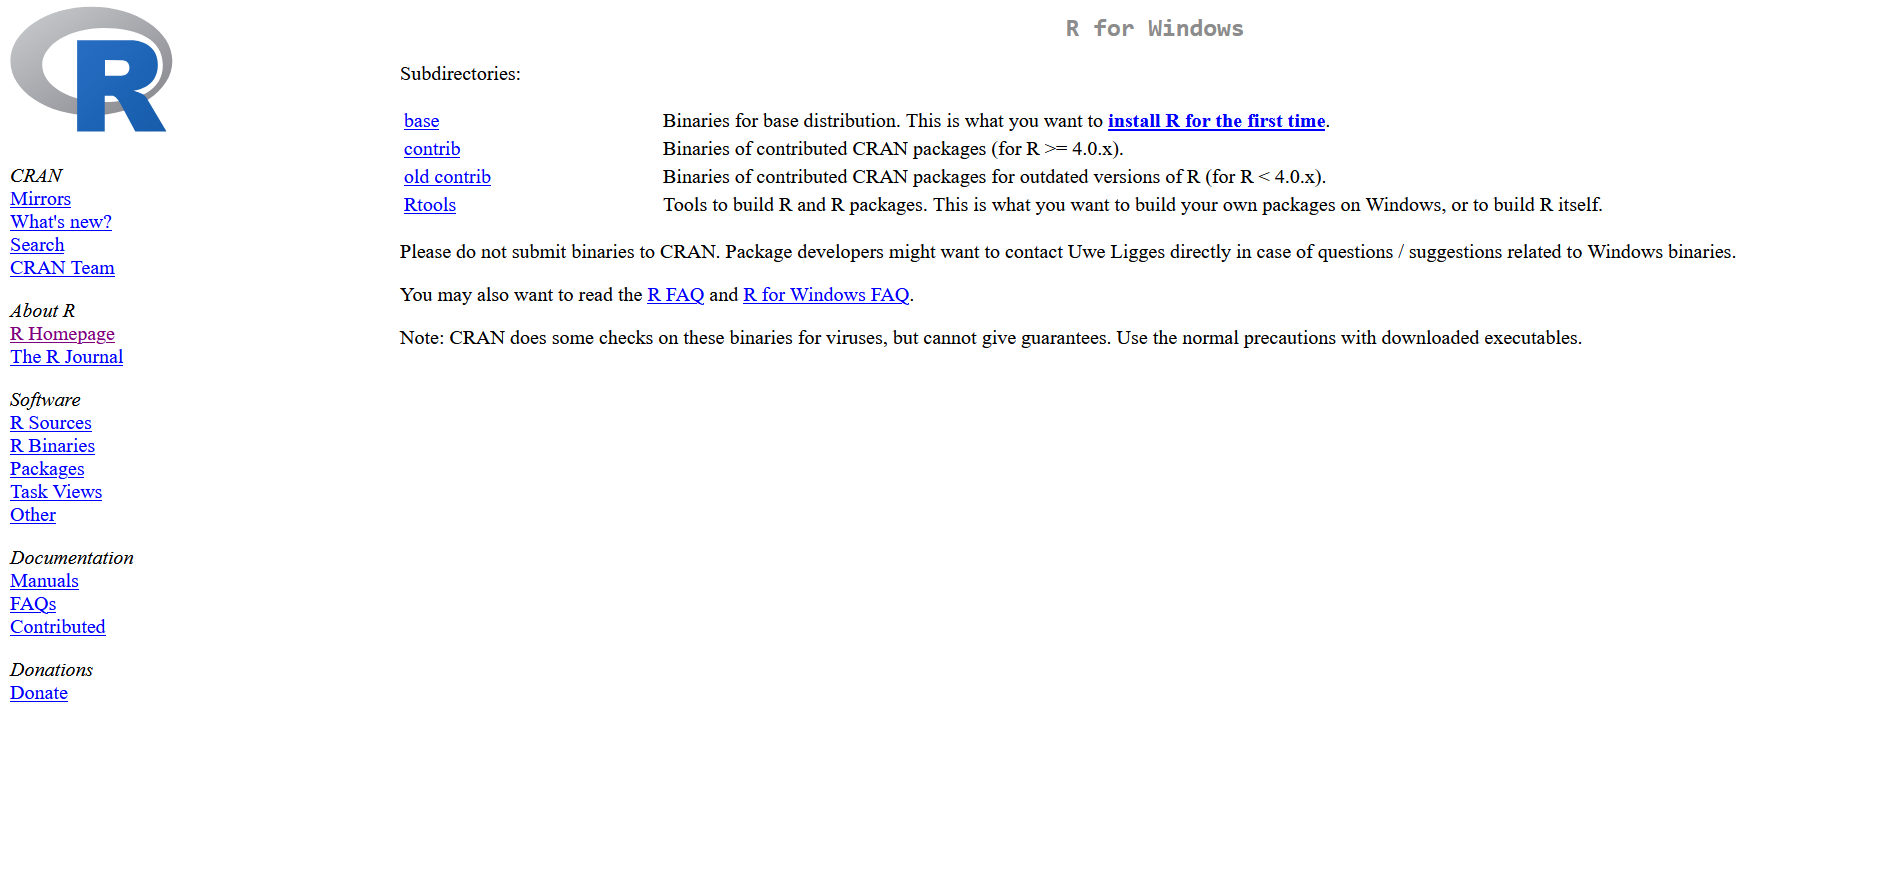 R
CRAN
Mirrors
What's new?
Search
CRAN Team
About R
R Homepage
The R Journal
Software
R Sources
R Binaries
Packages
Task Views
Other
Documentation
Manuals
FAQs
Contributed
Donations
Donate
R for Windows
Subdirectories:
base Binaries for base distribution. This is what you want to install R for the first time.
contrib Binaries of contributed CRAN packages (for R >= 4.0.x).
old contrib Binaries of contributed CRAN packages for outdated versions of R (for R < 4.0.x).
Rtools Tools to build R and R packages. This is what you want to build your own packages on Windows, or to build R itself.
Please do not submit binaries to CRAN. Package developers might want to contact Uwe Ligges directly in case of questions / suggestions related to Windows binaries.
You may also want to read the R FAQ and R for Windows FAQ.
Note: CRAN does some checks on these binaries for viruses, but cannot give guarantees. Use the normal precautions with downloaded executables.